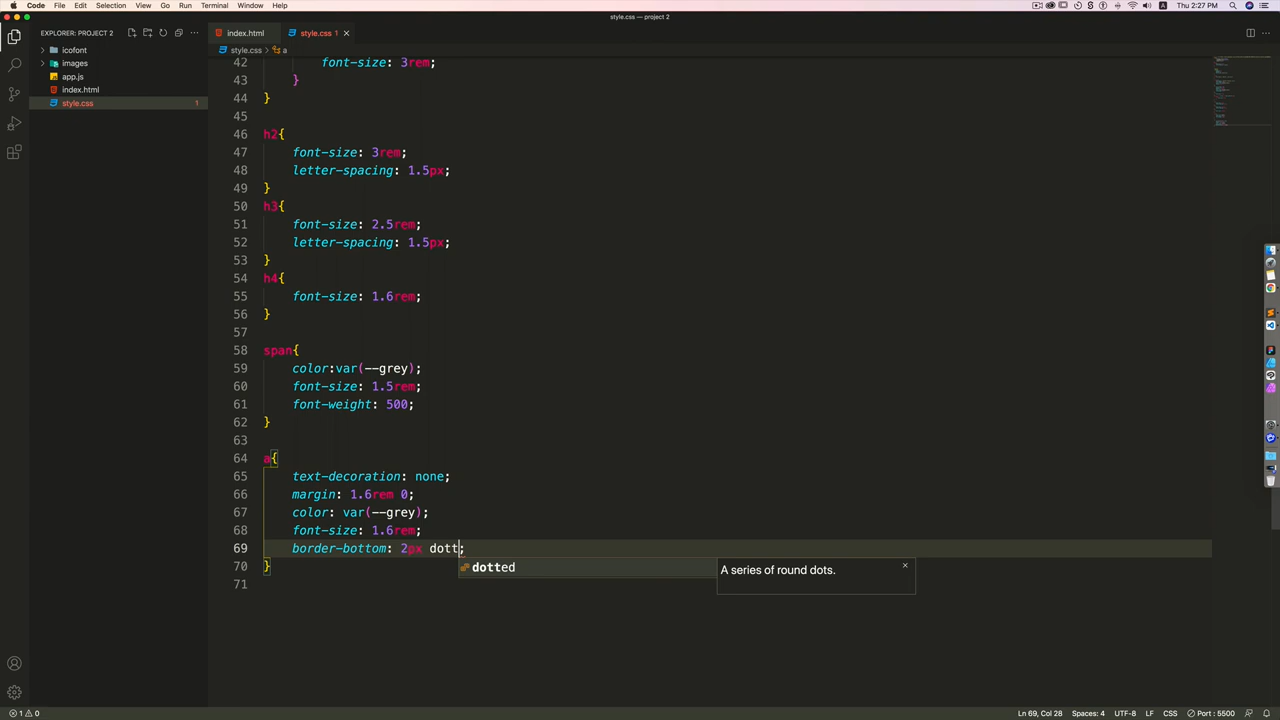 Code File Edit Selection View Go Run Terminal Window Help Thu 2:27 PM
style.css — project 2
EXPLORER: PROJECT 2
icofont
images
app.js
index.html
style.css 1
index.html style.css 1
style.css > a
42 font-size: 3rem;
43 }
44 }
45
46 h2{
47 font-size: 3rem;
48 letter-spacing: 1.5px;
49 }
50 h3{
51 font-size: 2.5rem;
52 letter-spacing: 1.5px;
53 }
54 h4{
55 font-size: 1.6rem;
56 }
57
58 span{
59 color:var(--grey);
60 font-size: 1.5rem;
61 font-weight: 500;
62 }
63
64 a{
65 text-decoration: none;
66 margin: 1.6rem 0;
67 color: var(--grey);
68 font-size: 1.6rem;
69 border-bottom: 2px dott;
dotted
A series of round dots.
70 }
71
1 0 Ln 69, Col 28 Spaces: 4 UTF-8 LF CSS Port : 5500